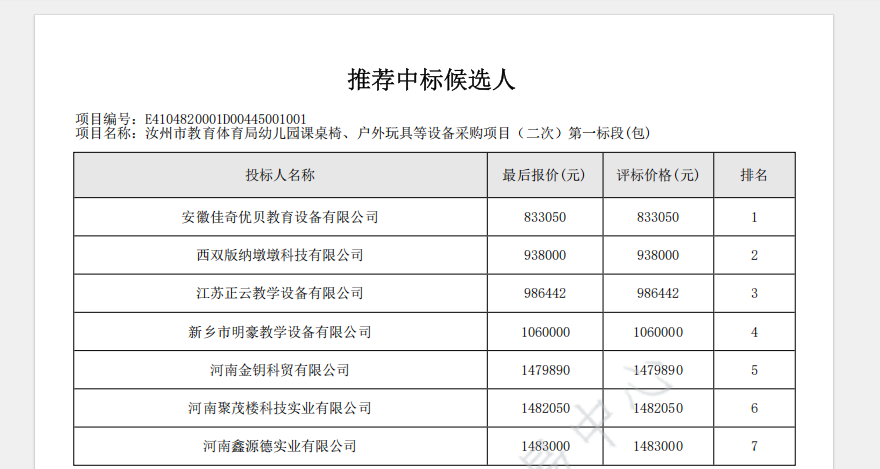 推荐中标候选人
项目编号：E4104820001D00445001001
项目名称：汝州市教育体育局幼儿园课桌椅、户外玩具等设备采购项目（二次）第一标段(包)
投标人名称 最后报价(元) 评标价格(元) 排名
安徽佳奇优贝教育设备有限公司 833050 833050 1
西双版纳墩墩科技有限公司 938000 938000 2
江苏正云教学设备有限公司 986442 986442 3
新乡市明豪教学设备有限公司 1060000 1060000 4
河南金钥科贸有限公司 1479890 1479890 5
河南聚茂楼科技实业有限公司 1482050 1482050 6
河南鑫源德实业有限公司 1483000 1483000 7
中心